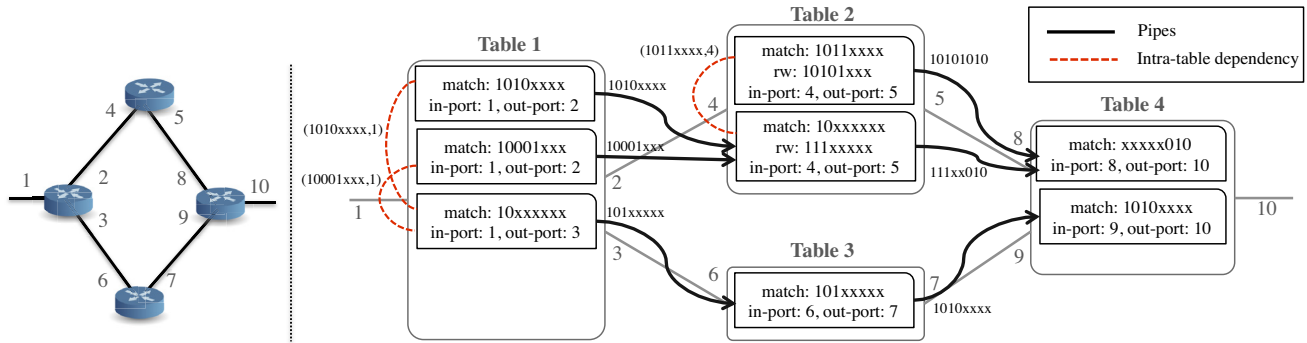 1
2
3
4
5
6
7
8
9
10
Table 1
match: 1010xxxx
in-port: 1, out-port: 2
match: 10001xxx
in-port: 1, out-port: 2
match: 10xxxxxx
in-port: 1, out-port: 3
(1010xxxx,1)
(10001xxx,1)
1
1010xxxx
10001xxx
2
101xxxxx
3
Table 2
(1011xxxx,4)
4
match: 1011xxxx
rw: 10101xxx
in-port: 4, out-port: 5
match: 10xxxxxx
rw: 111xxxxx
in-port: 4, out-port: 5
10101010
5
111xx010
Table 3
6
match: 101xxxxx
in-port: 6, out-port: 7
7
1010xxxx
Table 4
8
match: xxxxx010
in-port: 8, out-port: 10
match: 1010xxxx
in-port: 9, out-port: 10
9
10
Pipes
Intra-table dependency